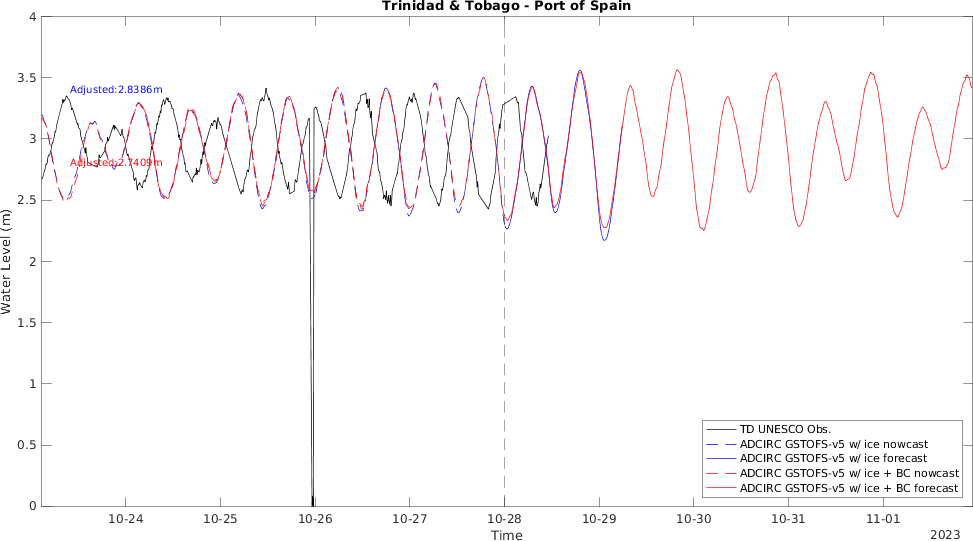 Trinidad & Tobago - Port of Spain
4
3.5
3
2.5
2
1.5
1
0.5
0
Water Level (m)
Adjusted:2.8386m
Adjusted:2.7409m
TD UNESCO Obs.
ADCIRC GSTOFS-v5 w/ ice nowcast
ADCIRC GSTOFS-v5 w/ ice forecast
ADCIRC GSTOFS-v5 w/ ice + BC nowcast
ADCIRC GSTOFS-v5 w/ ice + BC forecast
10-24 10-25 10-26 10-27 10-28 10-29 10-30 10-31 11-01
Time
2023